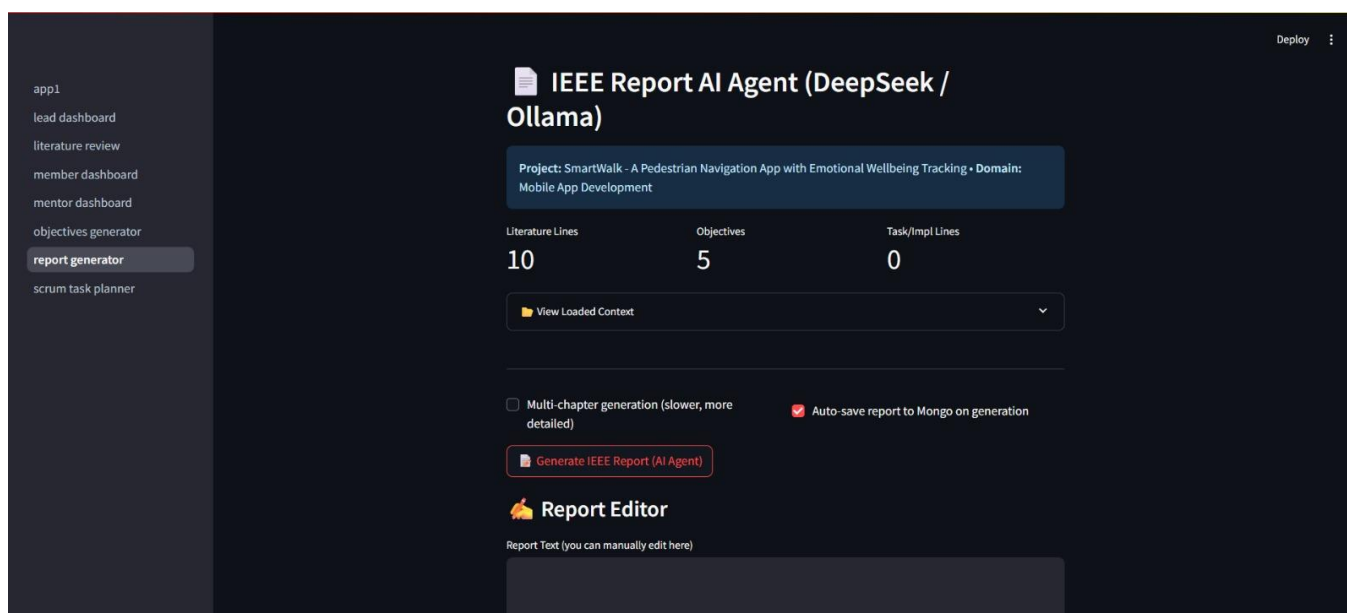 Deploy
app1
lead dashboard
literature review
member dashboard
mentor dashboard
objectives generator
report generator
scrum task planner
IEEE Report AI Agent (DeepSeek /
Ollama)
Project: SmartWalk - A Pedestrian Navigation App with Emotional Wellbeing Tracking • Domain:
Mobile App Development
Literature Lines
Objectives
Task/Impl Lines
10
5
0
View Loaded Context
Multi-chapter generation (slower, more
detailed)
Auto-save report to Mongo on generation
Generate IEEE Report (AI Agent)
Report Editor
Report Text (you can manually edit here)